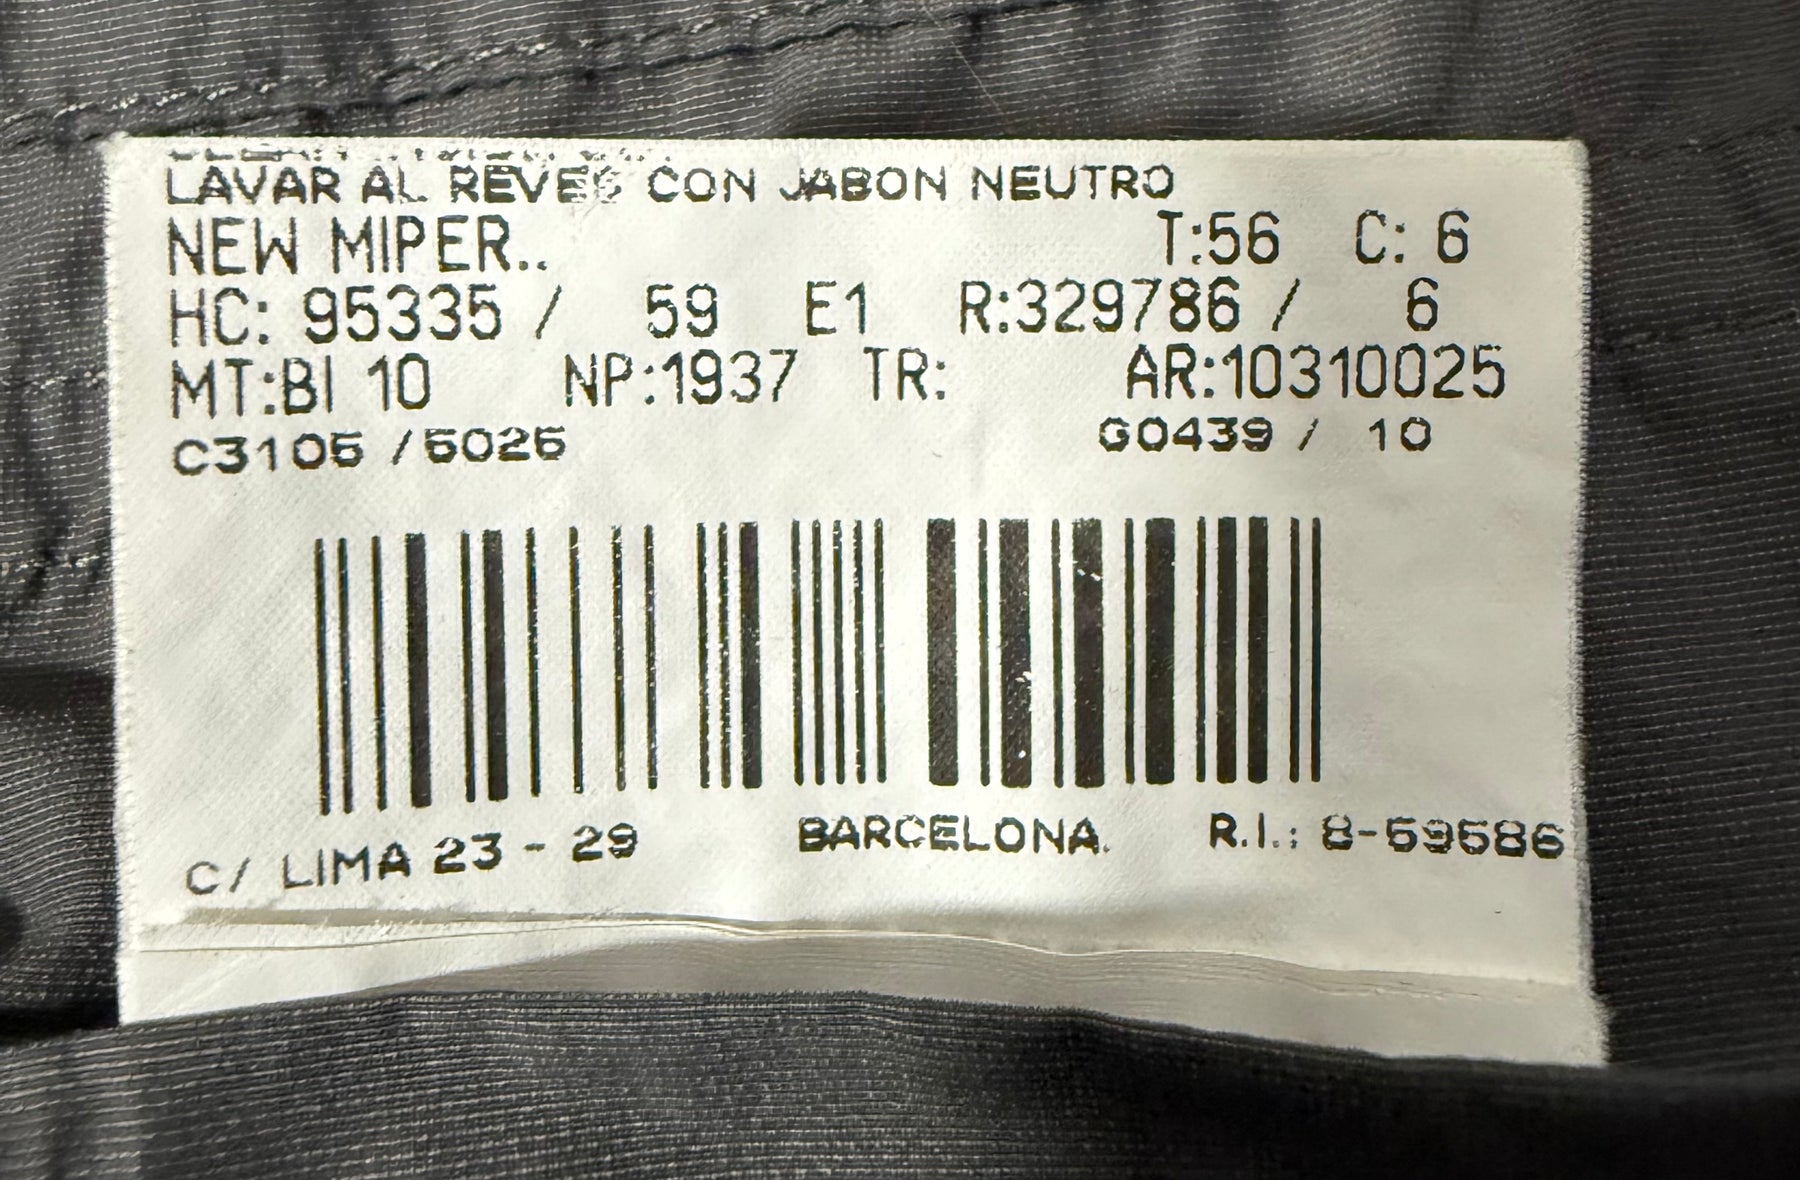 LAVAR AL REVES CON JABON NEUTRO
NEW MIPER.. T:56 C: 6
HC: 95335 / 59 E1 R:329786 / 6
MT:BI 10 NP:1937 TR: AR:10310025
C3105 /5025 G0439 / 10
C/ LIMA 23 - 29 BARCELONA. R.I.: 8-59586